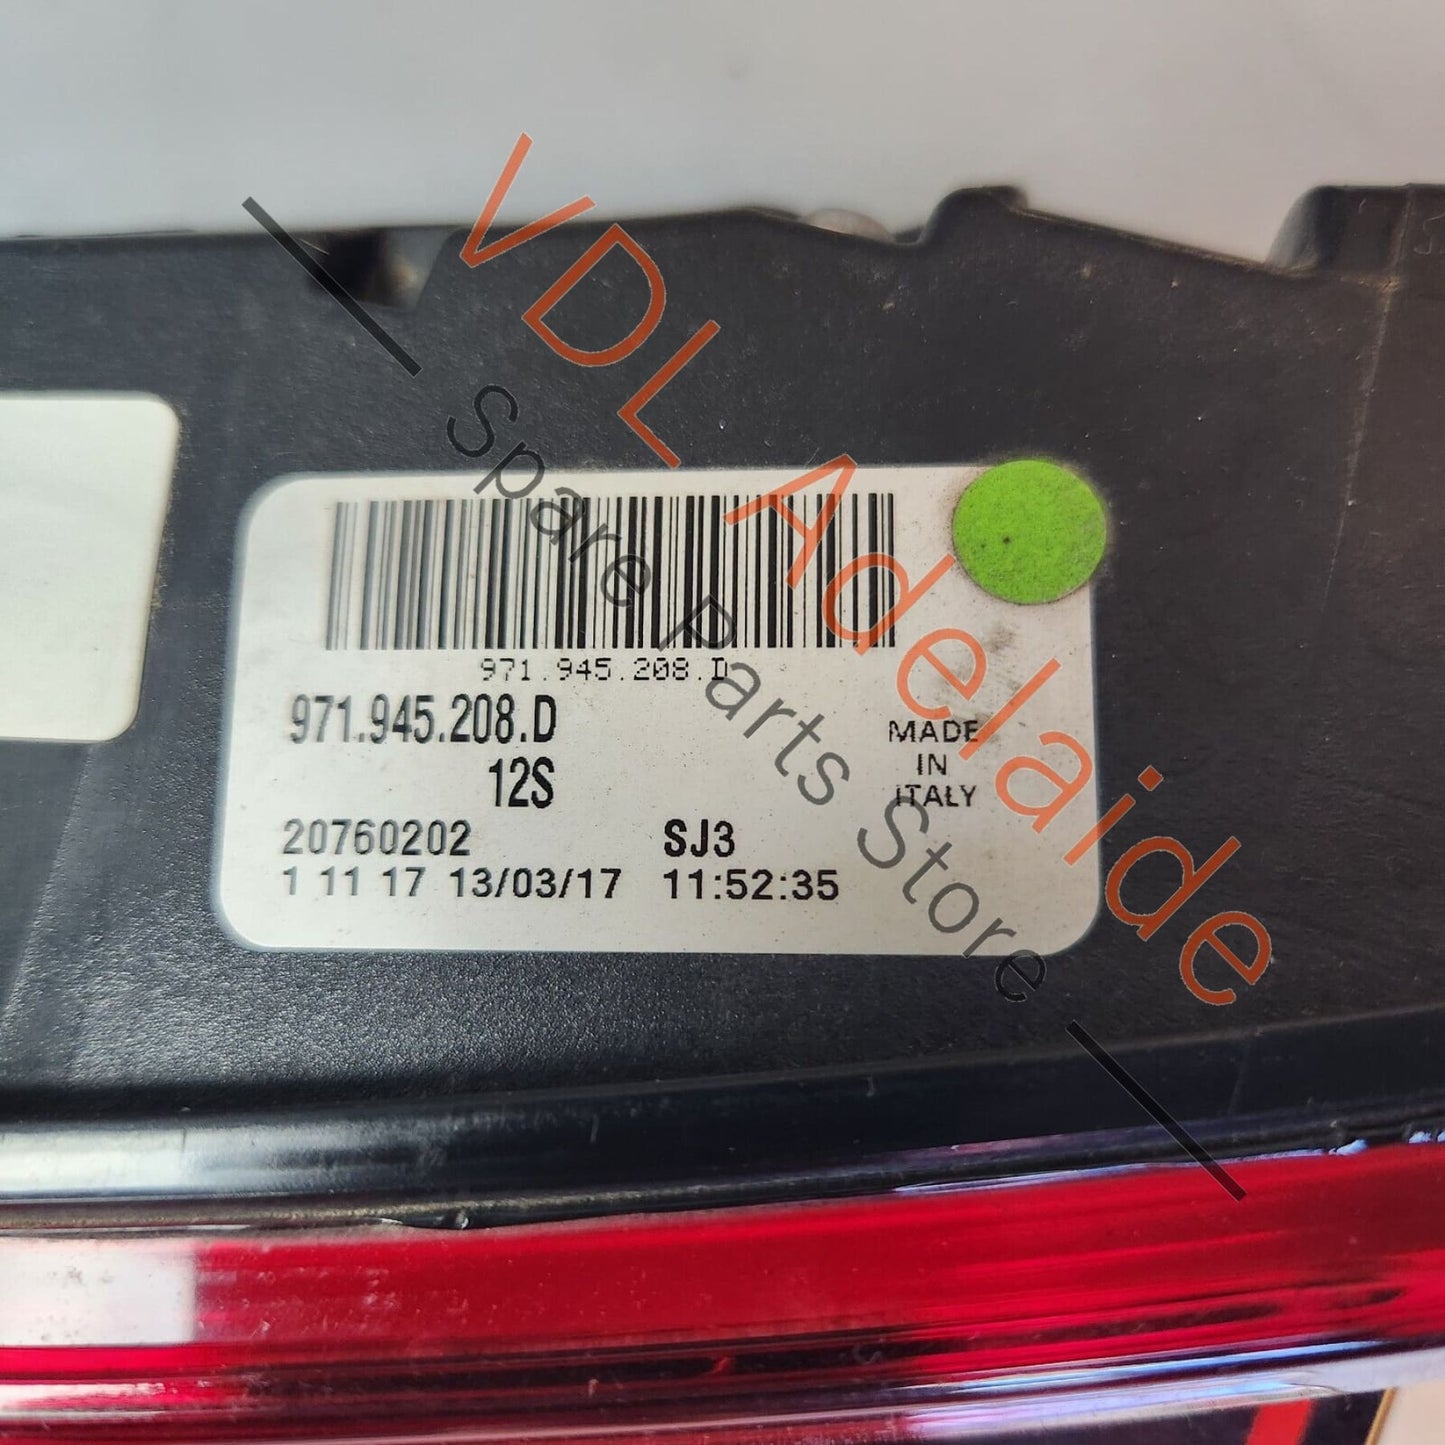 VDL Adelaide
Spare Parts Store
971.945.208.D
971.945.208.D
12S
MADE
IN
ITALY
20760202 SJ3
1 11 17 13/03/17 11:52:35